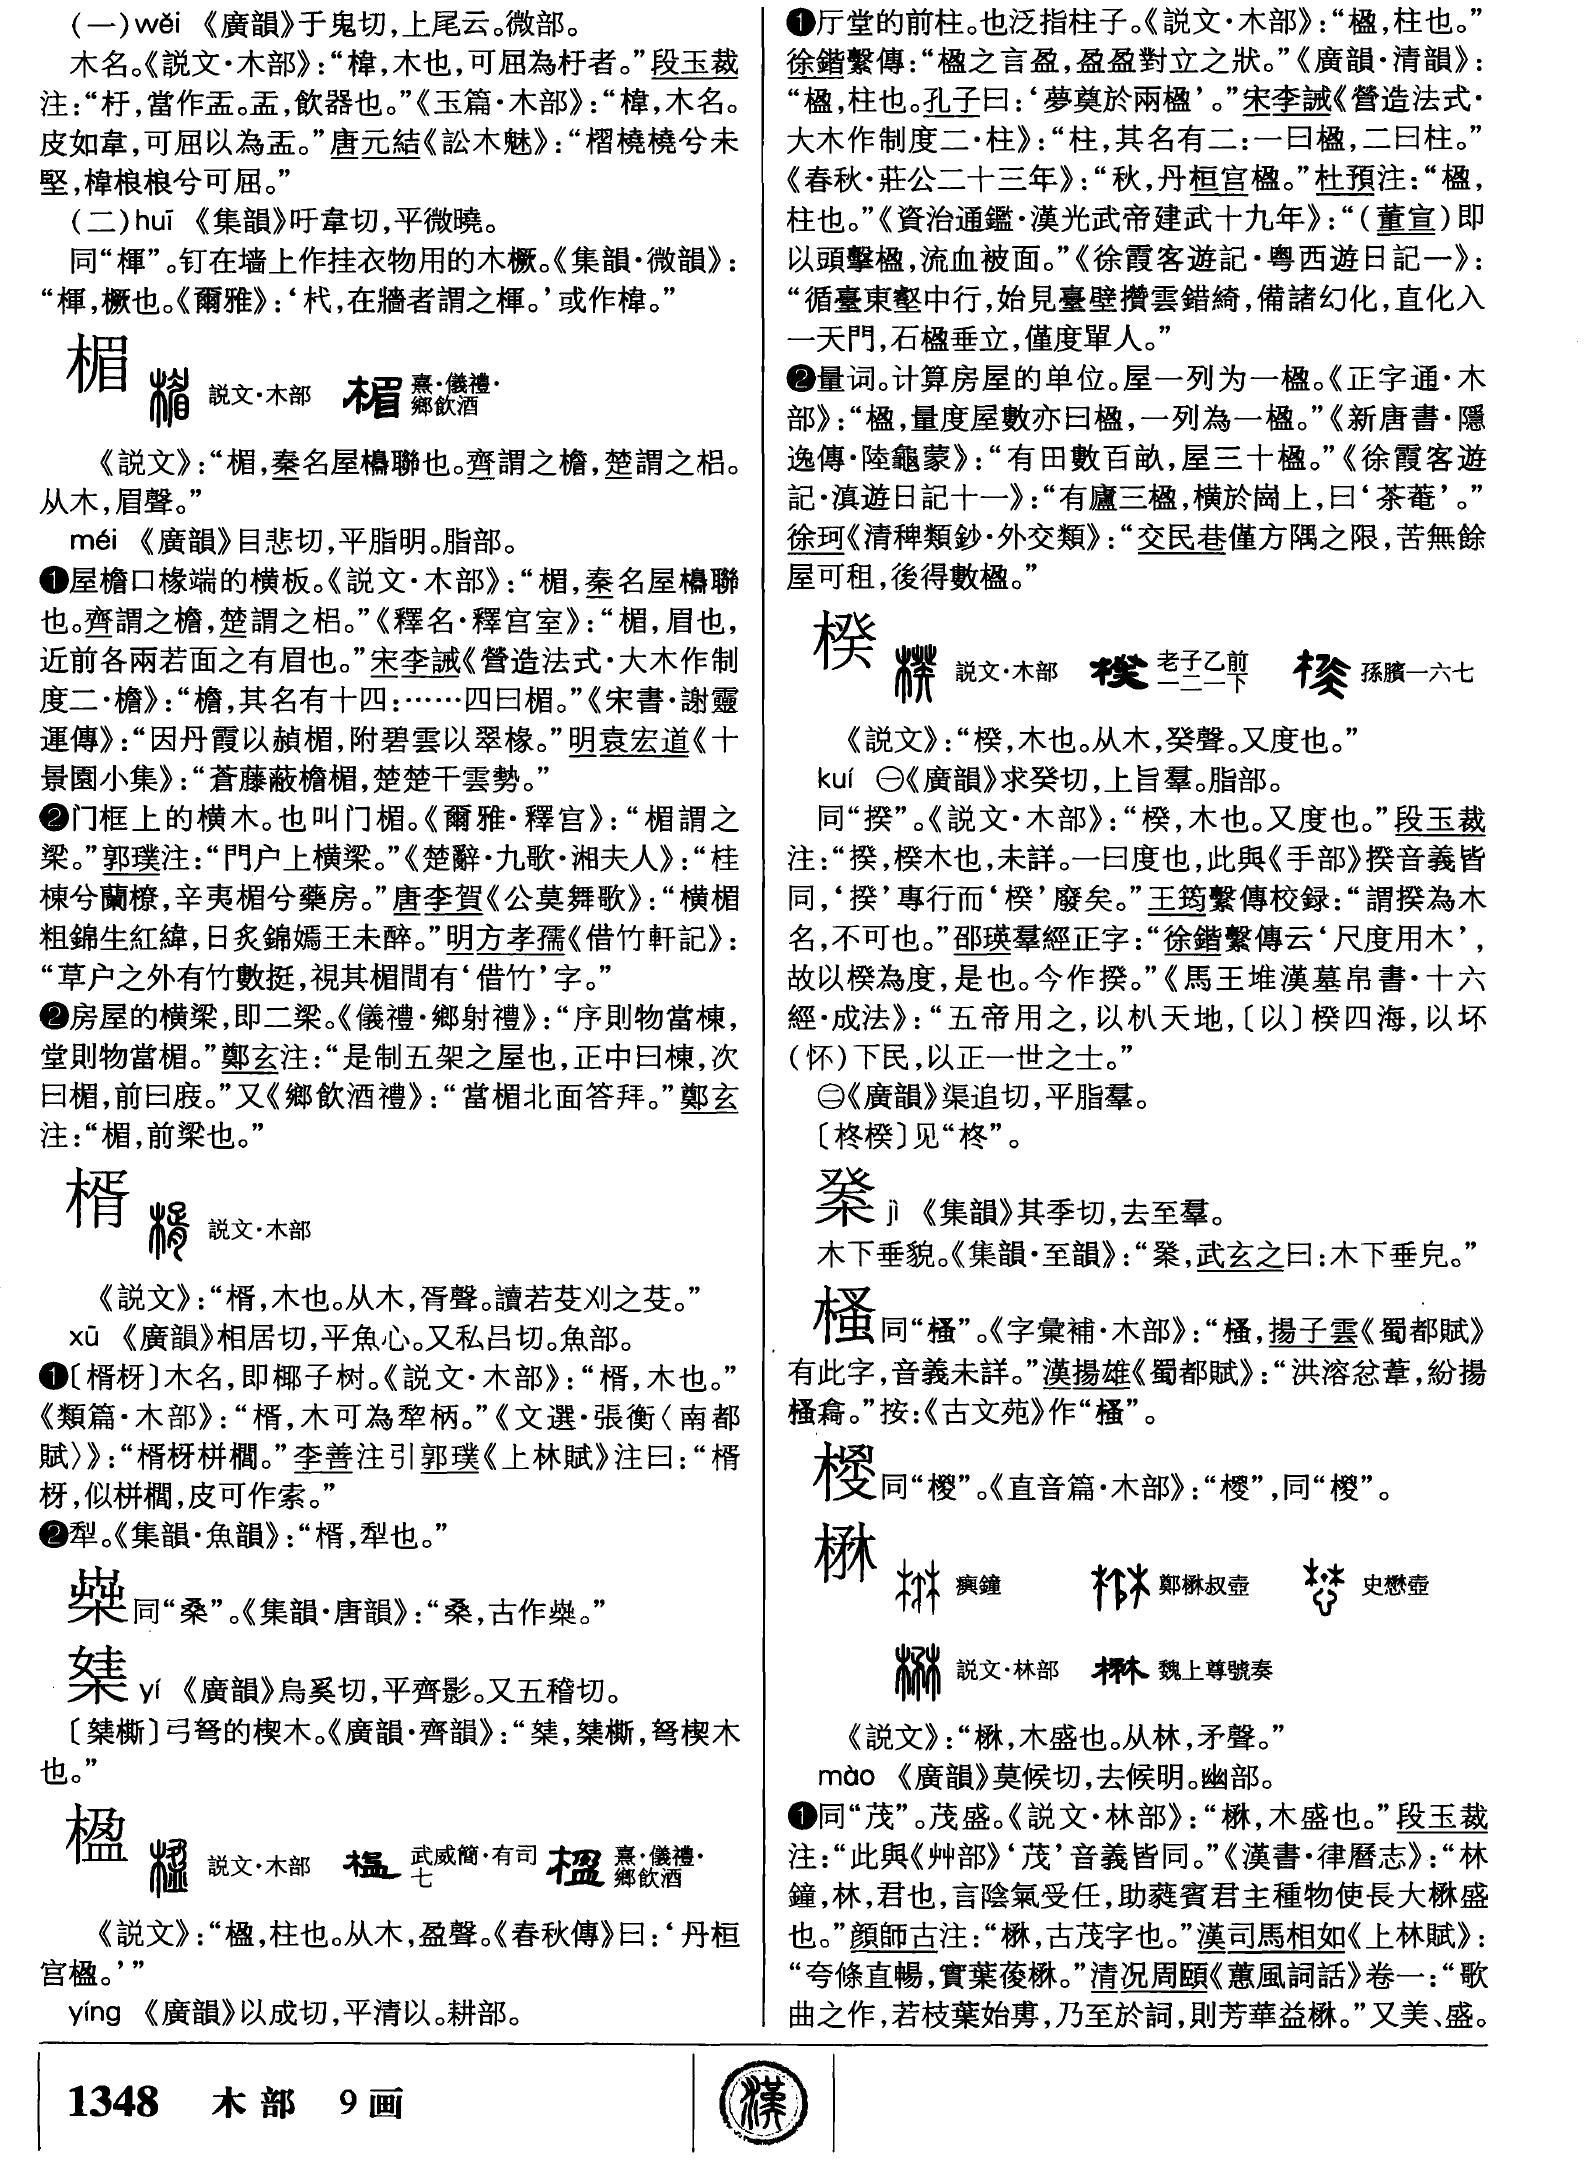 (一)wěi 《廣韻》于鬼切,上尾云。微部。
木名。《説文·木部》:“椲,木也,可屈為杅者。”段玉裁
注:“杅,當作盂。盂,飲器也。”《玉篇·木部》:“椲,木名。
皮如韋,可屈以為盂。”唐元結《訟木魅》:“榴橈橈兮未
堅,椲桹桹兮可屈。”
(二)huī 《集韻》吁韋切,平微曉。
同“楎”。钉在墙上作挂衣物用的木橛。《集韻·微韻》:
“楎,橛也。《爾雅》:‘杙,在牆者謂之楎。’或作椲。”
楣 説文·木部 熹·儀禮·鄉飲酒
《説文》:“楣,秦名屋櫋聯也。齊謂之檐,楚謂之梠。
从木,眉聲。”
méi 《廣韻》目悲切,平脂明。脂部。
❶屋檐口椽端的横板。《説文·木部》:“楣,秦名屋櫋聯
也。齊謂之檐,楚謂之梠。”《釋名·釋宫室》:“楣,眉也,
近前各兩若面之有眉也。”宋李誡《營造法式·大木作制
度二·檐》:“檐,其名有十四:……四曰楣。”《宋書·謝靈
運傳》:“因丹霞以赬楣,附碧雲以翠椽。”明袁宏道《十
景園小集》:“蒼藤蔽檐楣,楚楚干雲勢。”
❷门框上的横木。也叫门楣。《爾雅·釋宫》:“楣謂之
梁。”郭璞注:“門户上横梁。”《楚辭·九歌·湘夫人》:“桂
棟兮蘭橑,辛夷楣兮藥房。”唐李賀《公莫舞歌》:“横楣
粗錦生紅緯,日炙錦嫣王未醉。”明方孝孺《借竹軒記》:
“草户之外有竹數挺,視其楣間有‘借竹’字。”
❷房屋的横梁,即二梁。《儀禮·鄉射禮》:“序則物當棟,
堂則物當楣。”鄭玄注:“是制五架之屋也,正中曰棟,次
曰楣,前曰庪。”又《鄉飲酒禮》:“當楣北面答拜。”鄭玄
注:“楣,前梁也。”
楈 説文·木部
《説文》:“楈,木也。从木,胥聲。讀若芟刈之芟。”
xū 《廣韻》相居切,平魚心。又私吕切。魚部。
❶〔楈枒〕木名,即椰子树。《説文·木部》:“楈,木也。”
《類篇·木部》:“楈,木可為犂柄。”《文選·張衡〈南都
賦〉》:“楈枒栟櫚。”李善注引郭璞《上林賦》注曰:“楈
枒,似栟櫚,皮可作索。”
❷犁。《集韻·魚韻》:“楈,犁也。”
同“桑”。《集韻·唐韻》:“桑,古作。”
yí 《廣韻》烏奚切,平齊影。又五稽切。
弓弩的楔木。《廣韻·齊韻》:弩楔木
也。”
楹 説文·木部 武威簡·有司七 熹·儀禮·鄉飲酒
《説文》:“楹,柱也。从木,盈聲。《春秋傳》曰:‘丹桓
宫楹。’”
yíng 《廣韻》以成切,平清以。耕部。
❶厅堂的前柱。也泛指柱子。《説文·木部》:“楹,柱也。”
徐鍇繫傳:“楹之言盈,盈盈對立之狀。”《廣韻·清韻》:
“楹,柱也。孔子曰:‘夢奠於兩楹’。”宋李誡《營造法式·
大木作制度二·柱》:“柱,其名有二:一曰楹,二曰柱。”
《春秋·莊公二十三年》:“秋,丹桓宫楹。”杜預注:“楹,
柱也。”《資治通鑑·漢光武帝建武十九年》:“(董宣)即
以頭擊楹,流血被面。”《徐霞客遊記·粵西遊日記一》:
“循臺東壑中行,始見臺壁攢雲錯綺,備諸幻化,直化入
一天門,石楹垂立,僅度單人。”
❷量词。计算房屋的单位。屋一列为一楹。《正字通·木
部》:“楹,量度屋數亦曰楹,一列為一楹。”《新唐書·隱
逸傳·陸龜蒙》:“有田數百畝,屋三十楹。”《徐霞客遊
記·滇遊日記十一》:“有廬三楹,横於崗上,曰‘茶菴’。”
徐珂《清稗類鈔·外交類》:“交民巷僅方隅之限,苦無餘
屋可租,後得數楹。”
楑 説文·木部 老子乙前一二一下 孫臏一六七
《説文》:“楑,木也。从木,癸聲。又度也。”
kuí ㊀《廣韻》求癸切,上旨羣。脂部。
同“揆”。《説文·木部》:“楑,木也。又度也。”段玉裁
注:“揆,楑木也,未詳。一曰度也,此與《手部》揆音義皆
同,‘揆’專行而‘楑’廢矣。”王筠繫傳校録:“謂揆為木
名,不可也。”邵瑛羣經正字:“徐鍇繫傳云‘尺度用木’,
故以楑為度,是也。今作揆。”《馬王堆漢墓帛書·十六
經·成法》:“五帝用之,以朳天地,〔以〕楑四海,以坏
(怀)下民,以正一世之士。”
㊁《廣韻》渠追切,平脂羣。
〔柊楑〕见“柊”。
jì 《集韻》其季切,去至羣。
木下垂貌。《集韻·至韻》:武玄之曰:木下垂皃。”
同《字彙補·木部》:揚子雲《蜀都賦》
有此字,音義未詳。”漢揚雄《蜀都賦》:“洪溶忿葦,紛揚
按:《古文苑》作
同“椶”。《直音篇·木部》:同“椶”。
楙 𤼈鐘 鄭楙叔壺 史懋壺
説文·林部 魏上尊號奏
《説文》:“楙,木盛也。从林,矛聲。”
mào 《廣韻》莫候切,去候明。幽部。
❶同“茂”。茂盛。《説文·林部》:“楙,木盛也。”段玉裁
注:“此與《艸部》‘茂’音義皆同。”《漢書·律曆志》:“林
鐘,林,君也,言陰氣受任,助蕤賓君主種物使長大楙盛
也。”顔師古注:“楙,古茂字也。”漢司馬相如《上林賦》:
“夸條直暢,實葉葰楙。”清况周頤《蕙風詞話》卷一:“歌
曲之作,若枝葉始尃,乃至於詞,則芳華益楙。”又美、盛。
1348 木部 9画
漢